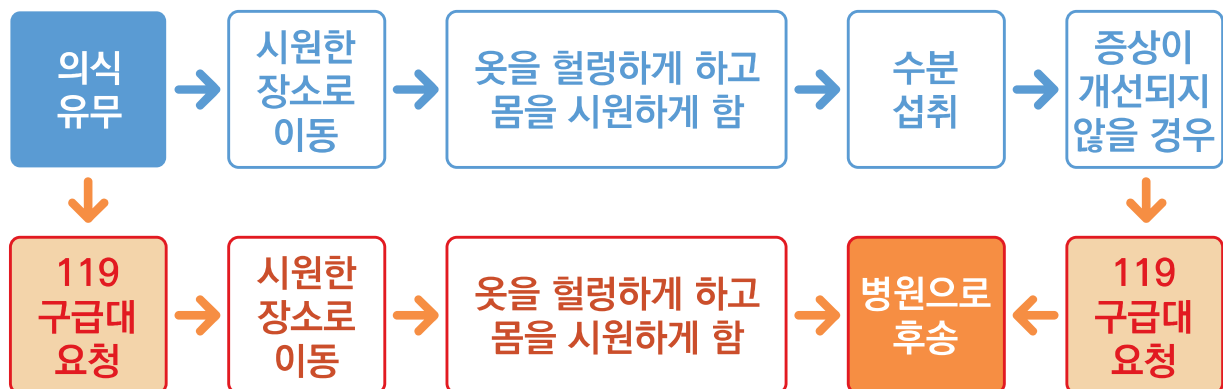 의식
유무
시원한
장소로
이동
옷을 헐렁하게 하고
몸을 시원하게 함
수분
섭취
증상이
개선되지
않을 경우
119
구급대
요청
시원한
장소로
이동
옷을 헐렁하게 하고
몸을 시원하게 함
병원으로
후송
119
구급대
요청